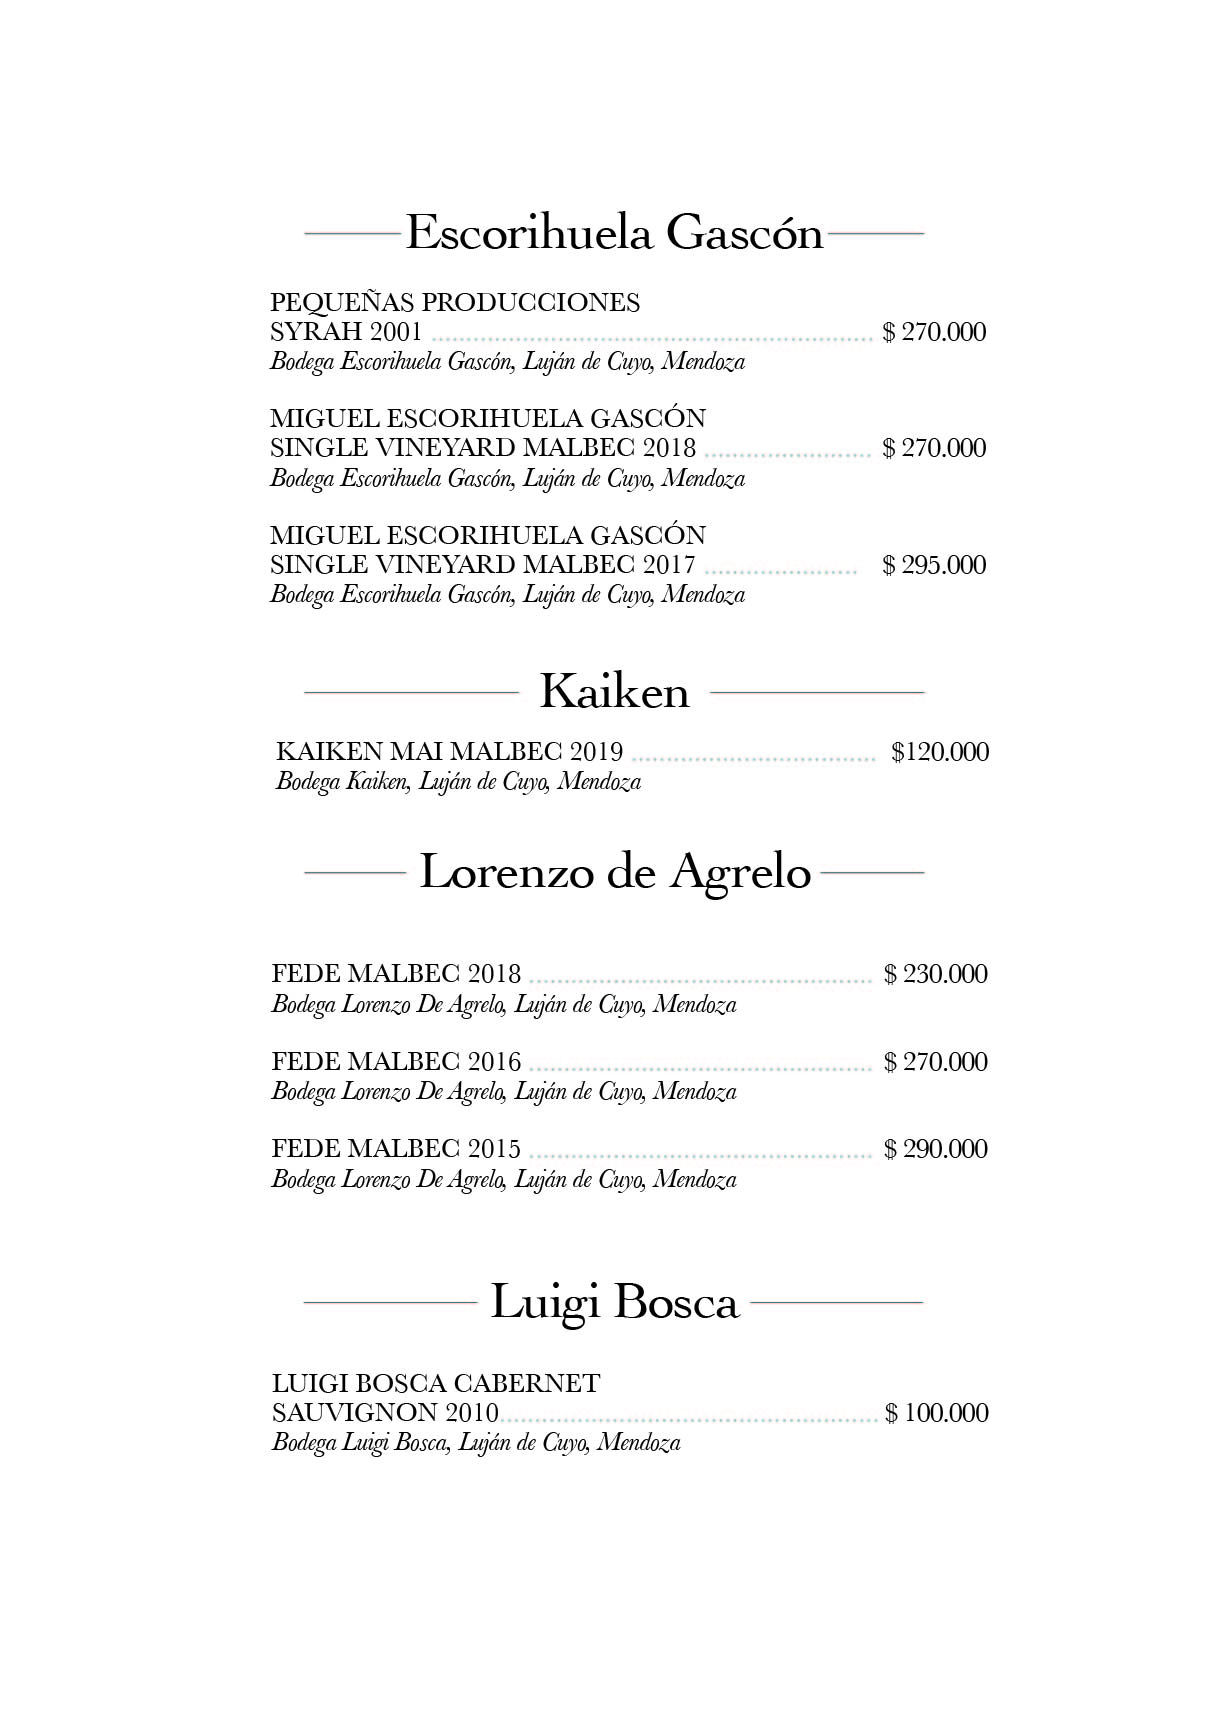 Escorihuela Gascón
PEQUEÑAS PRODUCCIONES
SYRAH 2001 ................................................................ $ 270.000
Bodega Escorihuela Gascón, Luján de Cuyo, Mendoza
MIGUEL ESCORIHUELA GASCÓN
SINGLE VINEYARD MALBEC 2018 ........................ $ 270.000
Bodega Escorihuela Gascón, Luján de Cuyo, Mendoza
MIGUEL ESCORIHUELA GASCÓN
SINGLE VINEYARD MALBEC 2017 ...................... $ 295.000
Bodega Escorihuela Gascón, Luján de Cuyo, Mendoza
Kaiken
KAIKEN MAI MALBEC 2019 ................................... $120.000
Bodega Kaiken, Luján de Cuyo, Mendoza
Lorenzo de Agrelo
FEDE MALBEC 2018 .................................................. $ 230.000
Bodega Lorenzo De Agrelo, Luján de Cuyo, Mendoza
FEDE MALBEC 2016 .................................................. $ 270.000
Bodega Lorenzo De Agrelo, Luján de Cuyo, Mendoza
FEDE MALBEC 2015 .................................................. $ 290.000
Bodega Lorenzo De Agrelo, Luján de Cuyo, Mendoza
Luigi Bosca
LUIGI BOSCA CABERNET
SAUVIGNON 2010....................................................... $ 100.000
Bodega Luigi Bosca, Luján de Cuyo, Mendoza